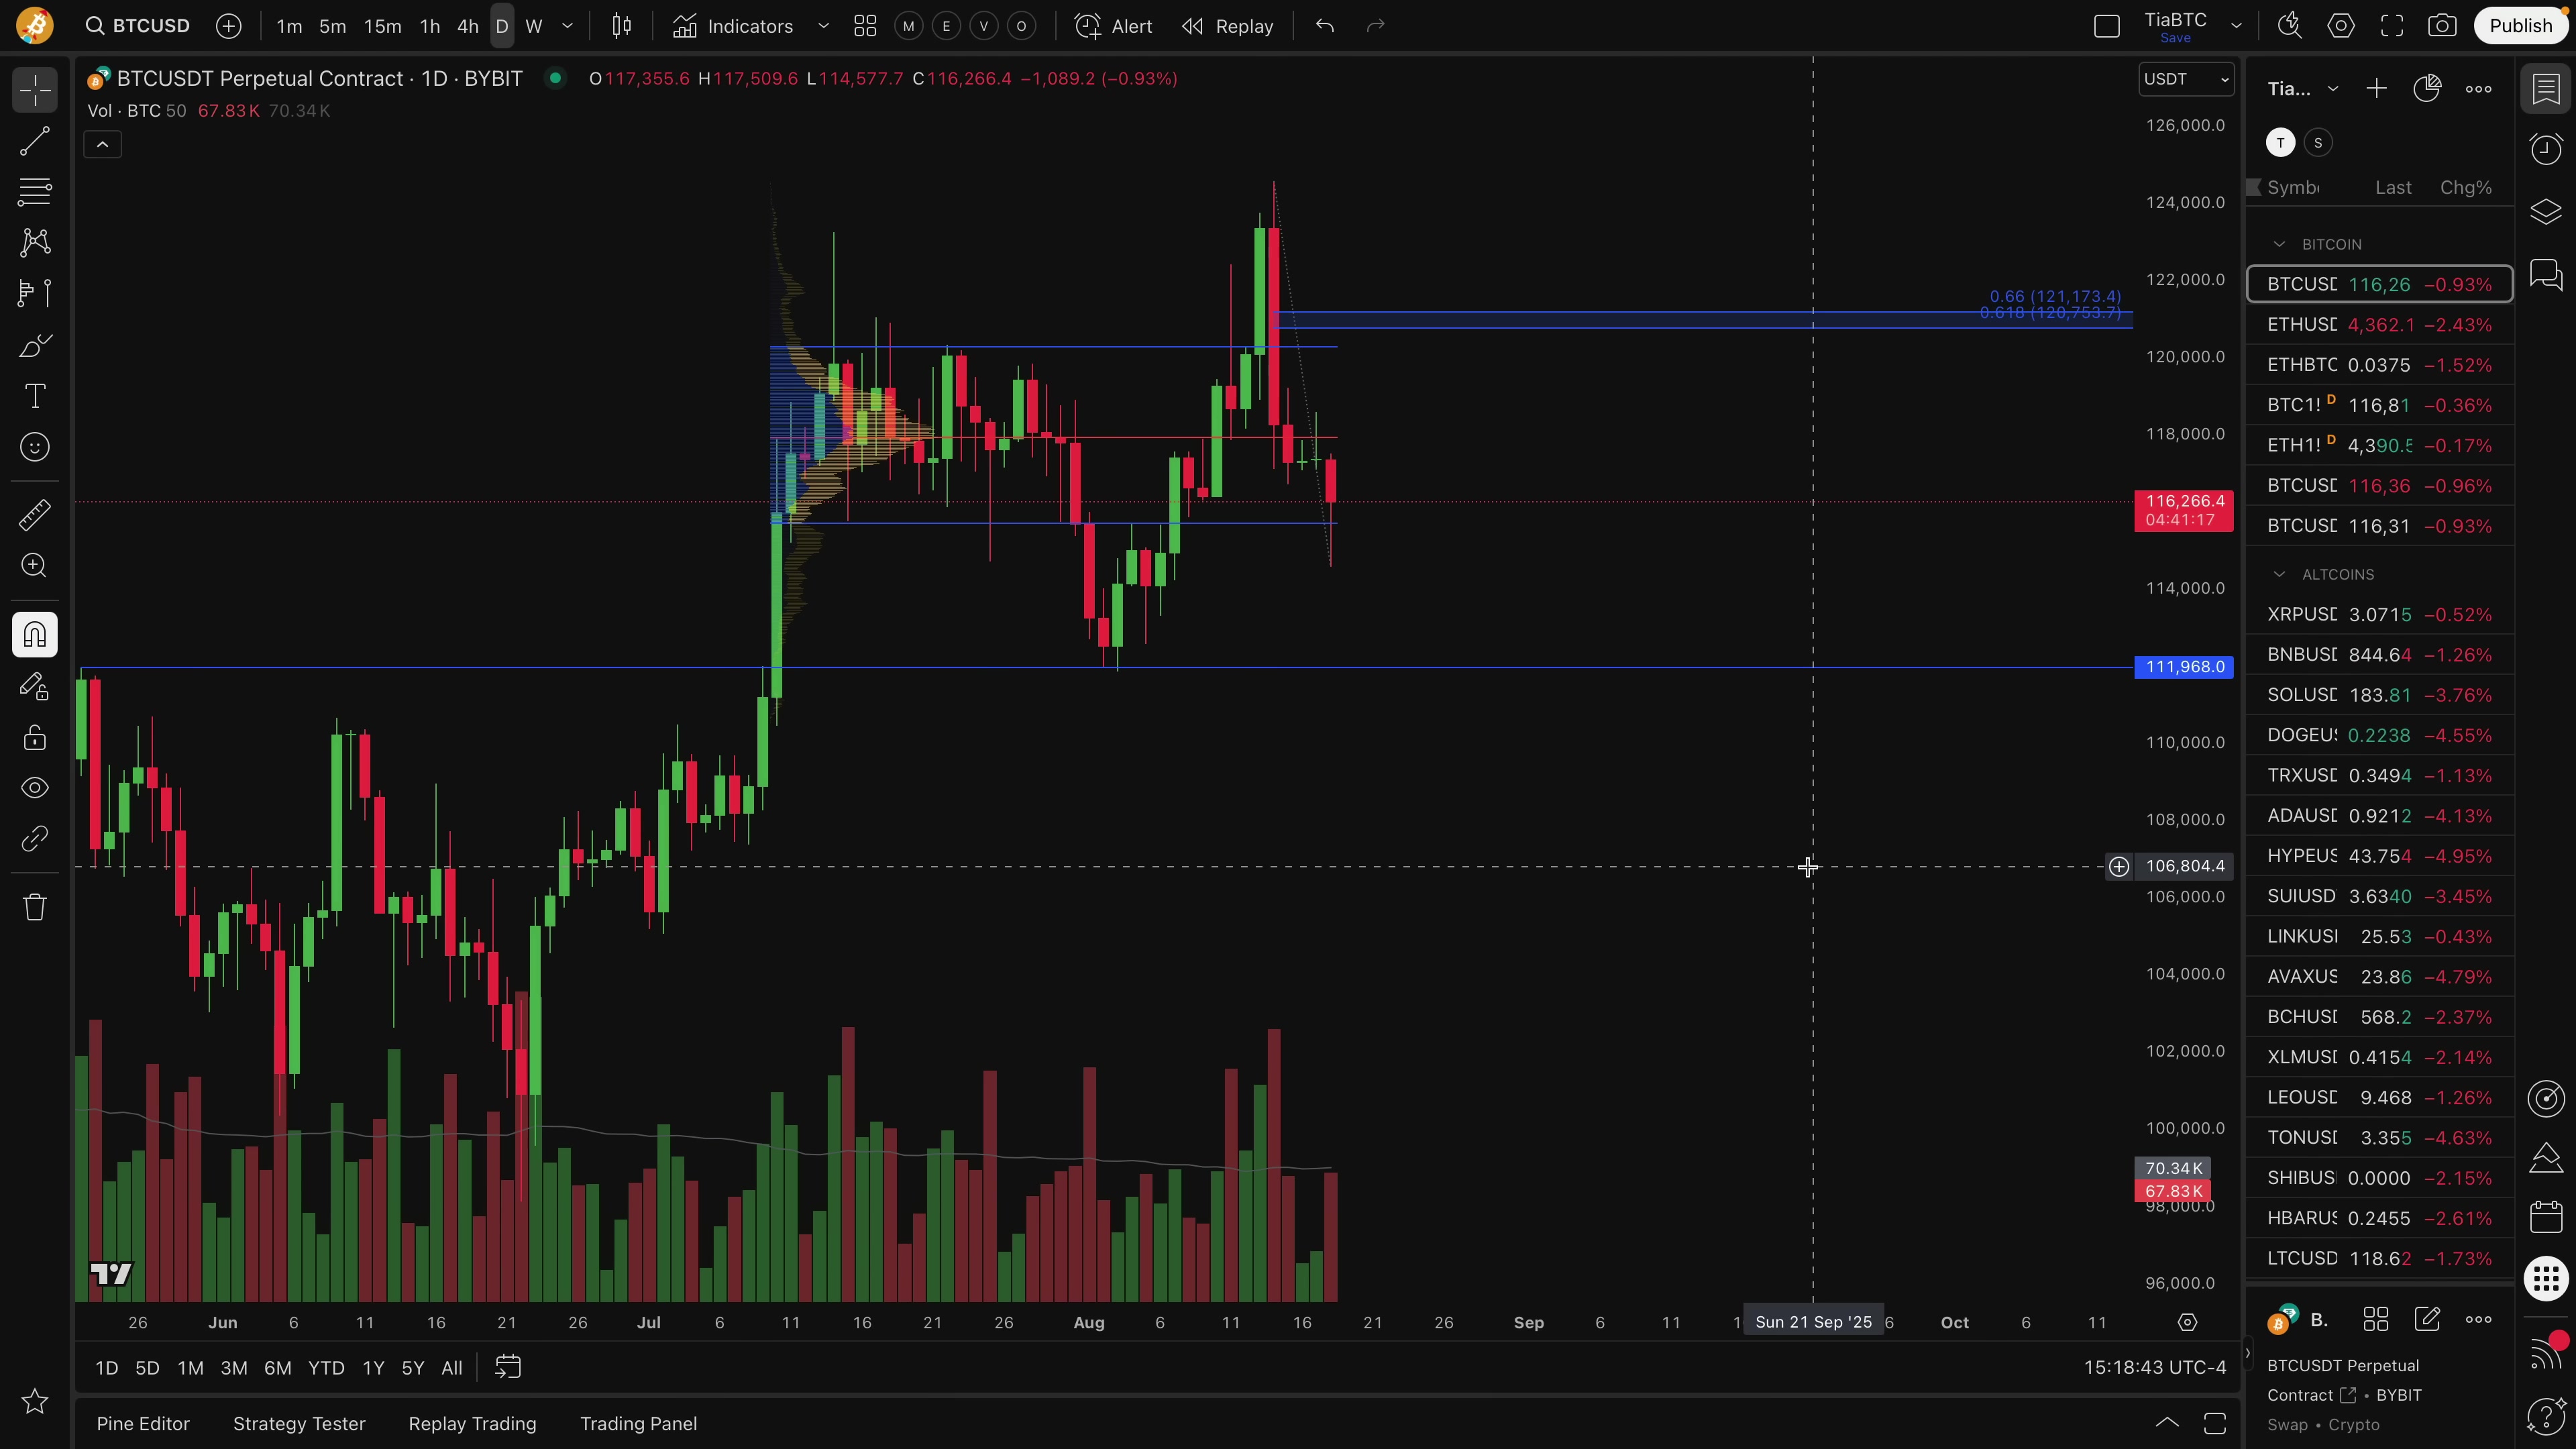 BTCUSD 1m 5m 15m 1h 4h D W Indicators M E V O Alert Replay TiaBTC Save Publish
BTCUSDT Perpetual Contract · 1D · BYBIT O117,355.6 H117,509.6 L114,577.7 C116,266.4 −1,089.2 (−0.93%)
Vol · BTC 50 67.83 K 70.34 K
USDT
126,000.0
124,000.0
122,000.0
0.66 (121,173.4)
0.618 (120,753.7)
120,000.0
118,000.0
116,266.4
04:41:17
114,000.0
111,968.0
110,000.0
108,000.0
106,804.4
106,000.0
104,000.0
102,000.0
100,000.0
70.34 K
67.83 K
98,000.0
96,000.0
26 Jun 6 11 16 21 26 Jul 6 11 16 21 26 Aug 6 11 16 21 26 Sep 6 11 Sun 21 Sep '25 6 Oct 6 11
1D 5D 1M 3M 6M YTD 1Y 5Y All
15:18:43 UTC-4
Pine Editor Strategy Tester Replay Trading Trading Panel
Tia...
T S
Symb Last Chg%
BITCOIN
BTCUSD 116,26 −0.93%
ETHUSD 4,362.1 −2.43%
ETHBTC 0.0375 −1.52%
BTC1! D 116,81 −0.36%
ETH1! D 4,390.5 −0.17%
BTCUSD 116,36 −0.96%
BTCUSD 116,31 −0.93%
ALTCOINS
XRPUSD 3.0715 −0.52%
BNBUSD 844.64 −1.26%
SOLUSD 183.81 −3.76%
DOGEUS 0.2238 −4.55%
TRXUSD 0.3494 −1.13%
ADAUSD 0.9212 −4.13%
HYPEUS 43.754 −4.95%
SUIUSD 3.6340 −3.45%
LINKUSI 25.53 −0.43%
AVAXUS 23.86 −4.79%
BCHUSD 568.2 −2.37%
XLMUSD 0.4154 −2.14%
LEOUSD 9.468 −1.26%
TONUSD 3.355 −4.63%
SHIBUS 0.0000 −2.15%
HBARUS 0.2455 −2.61%
LTCUSD 118.62 −1.73%
B.
BTCUSDT Perpetual
Contract • BYBIT
Swap • Crypto